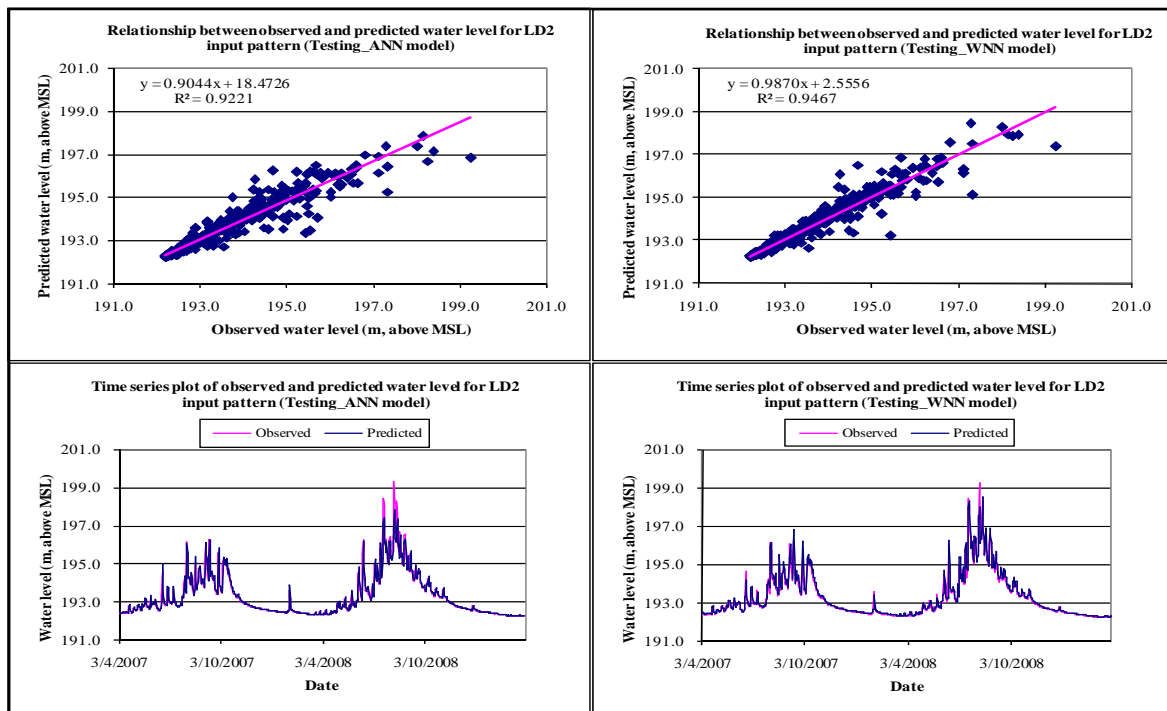 Relationship between observed and predicted water level for LD2
input pattern (Testing_ANN model)
y = 0.9044x + 18.4726
R² = 0.9221
Predicted water level (m, above MSL)
201.0
199.0
197.0
195.0
193.0
191.0
191.0 193.0 195.0 197.0 199.0 201.0
Observed water level (m, above MSL)
Relationship between observed and predicted water level for LD2
input pattern (Testing_WNN model)
y = 0.9870x + 2.5556
R² = 0.9467
Predicted water level (m, above MSL)
201.0
199.0
197.0
195.0
193.0
191.0
191.0 193.0 195.0 197.0 199.0 201.0
Observed water level (m, above MSL)
Time series plot of observed and predicted water level for LD2
input pattern (Testing_ANN model)
Observed Predicted
Water level (m, above MSL)
201.0
199.0
197.0
195.0
193.0
191.0
3/4/2007 3/10/2007 3/4/2008 3/10/2008
Date
Time series plot of observed and predicted water level for LD2
input pattern (Testing_WNN model)
Observed Predicted
Water level (m, above MSL)
201.0
199.0
197.0
195.0
193.0
191.0
3/4/2007 3/10/2007 3/4/2008 3/10/2008
Date